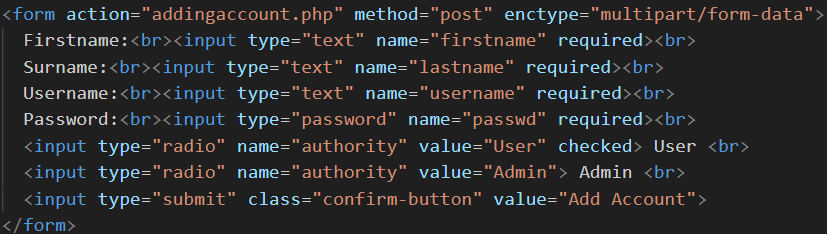 <form action="addingaccount.php" method="post" enctype="multipart/form-data">
Firstname:<br><input type="text" name="firstname" required><br>
Surname:<br><input type="text" name="lastname" required><br>
Username:<br><input type="text" name="username" required><br>
Password:<br><input type="password" name="passwd" required><br>
<input type="radio" name="authority" value="User" checked> User <br>
<input type="radio" name="authority" value="Admin"> Admin <br>
<input type="submit" class="confirm-button" value="Add Account">
</form>